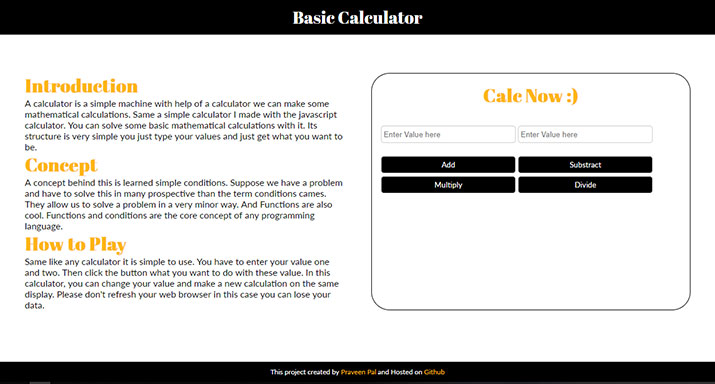 Basic Calculator
Introduction
A calculator is a simple machine with help of a calculator we can make some
mathematical calculations. Same a simple calculator I made with the javascript
calculator. You can solve some basic mathematical calculations with it. Its
structure is very simple you just type your values and just get what you want to
be.
Concept
A concept behind this is learned simple conditions. Suppose we have a problem
and have to solve this in many prospective than the term conditions cames.
They allow us to solve a problem in a very minor way. And Functions are also
cool. Functions and conditions are the core concept of any programming
language.
How to Play
Same like any calculator it is simple to use. You have to enter your value one
and two. Then click the button what you want to do with these value. In this
calculator, you can change your value and make a new calculation on the same
display. Please don't refresh your web browser in this case you can lose your
data.
Calc Now :)
Enter Value here Enter Value here
Add Substract
Multiply Divide
This project created by Praveen Pal and Hosted on Github